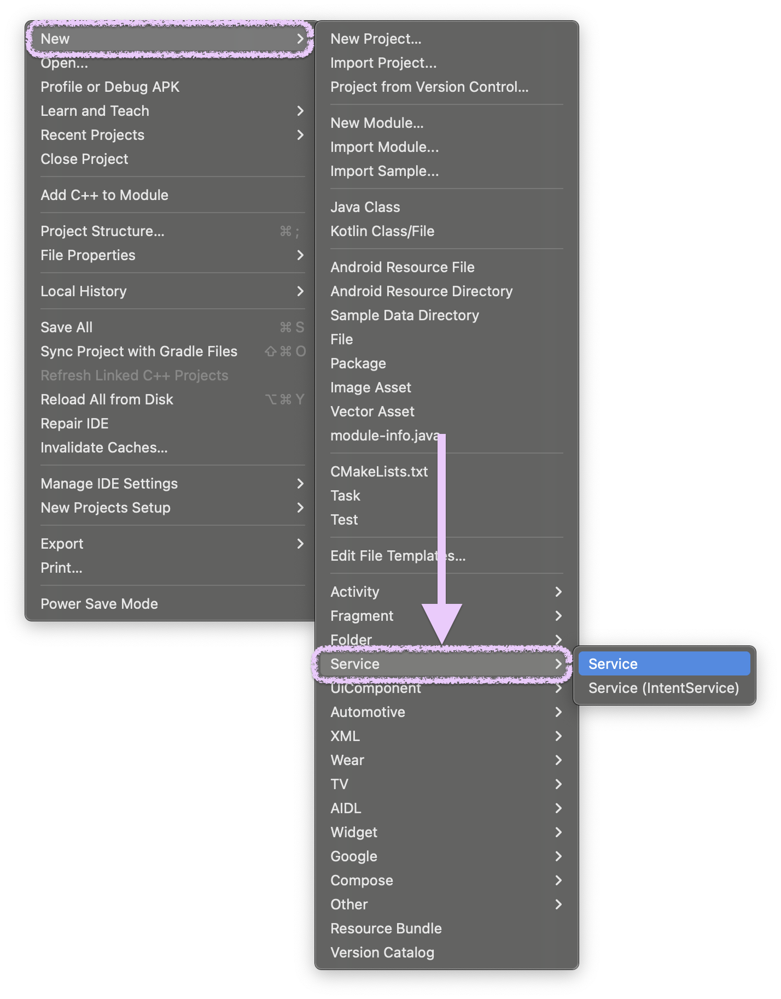 New
Open...
Profile or Debug APK
Learn and Teach
Recent Projects
Close Project
Add C++ to Module
Project Structure... ⌘ ;
File Properties
Local History
Save All ⌘ S
Sync Project with Gradle Files ⇧ ⌘ O
Refresh Linked C++ Projects
Reload All from Disk ⌥ ⌘ Y
Repair IDE
Invalidate Caches...
Manage IDE Settings
New Projects Setup
Export
Print...
Power Save Mode
New Project...
Import Project...
Project from Version Control...
New Module...
Import Module...
Import Sample...
Java Class
Kotlin Class/File
Android Resource File
Android Resource Directory
Sample Data Directory
File
Package
Image Asset
Vector Asset
module-info.java
CMakeLists.txt
Task
Test
Edit File Templates...
Activity
Fragment
Folder
Service
UiComponent
Automotive
XML
Wear
TV
AIDL
Widget
Google
Compose
Other
Resource Bundle
Version Catalog
Service
Service (IntentService)